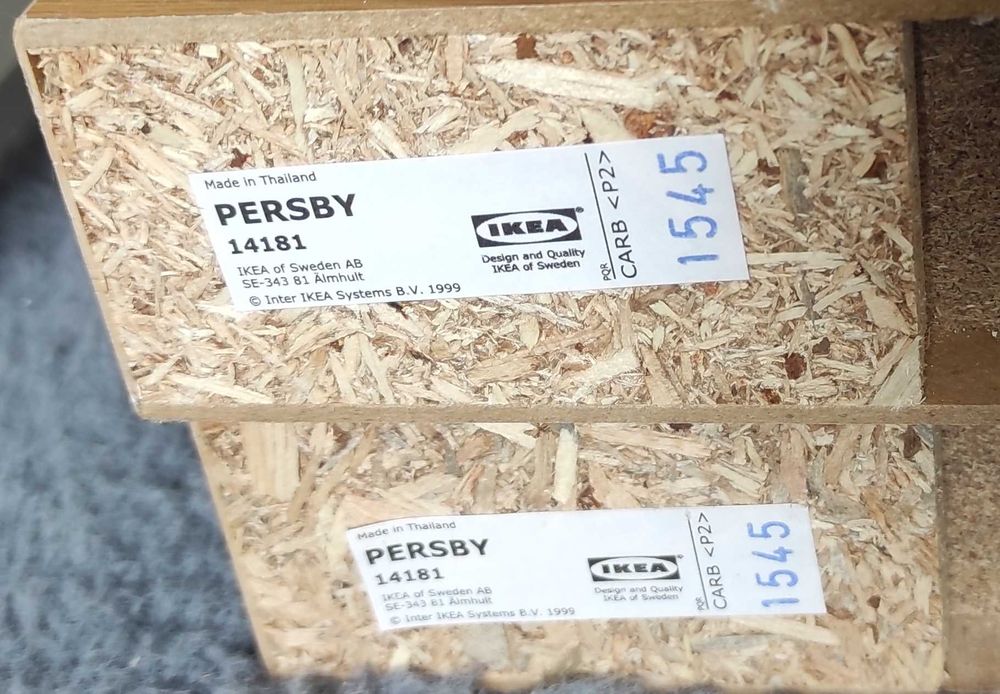 Made in Thailand
PERSBY
14181
IKEA of Sweden AB
SE-343 81 Älmhult
© Inter IKEA Systems B.V. 1999
IKEA®
Design and Quality
IKEA of Sweden
PQR
CARB <P2>
1545
Made in Thailand
PERSBY
14181
IKEA of Sweden AB
SE-343 81 Älmhult
© Inter IKEA Systems B.V. 1999
IKEA®
Design and Quality
IKEA of Sweden
PQR
CARB <P2>
1545